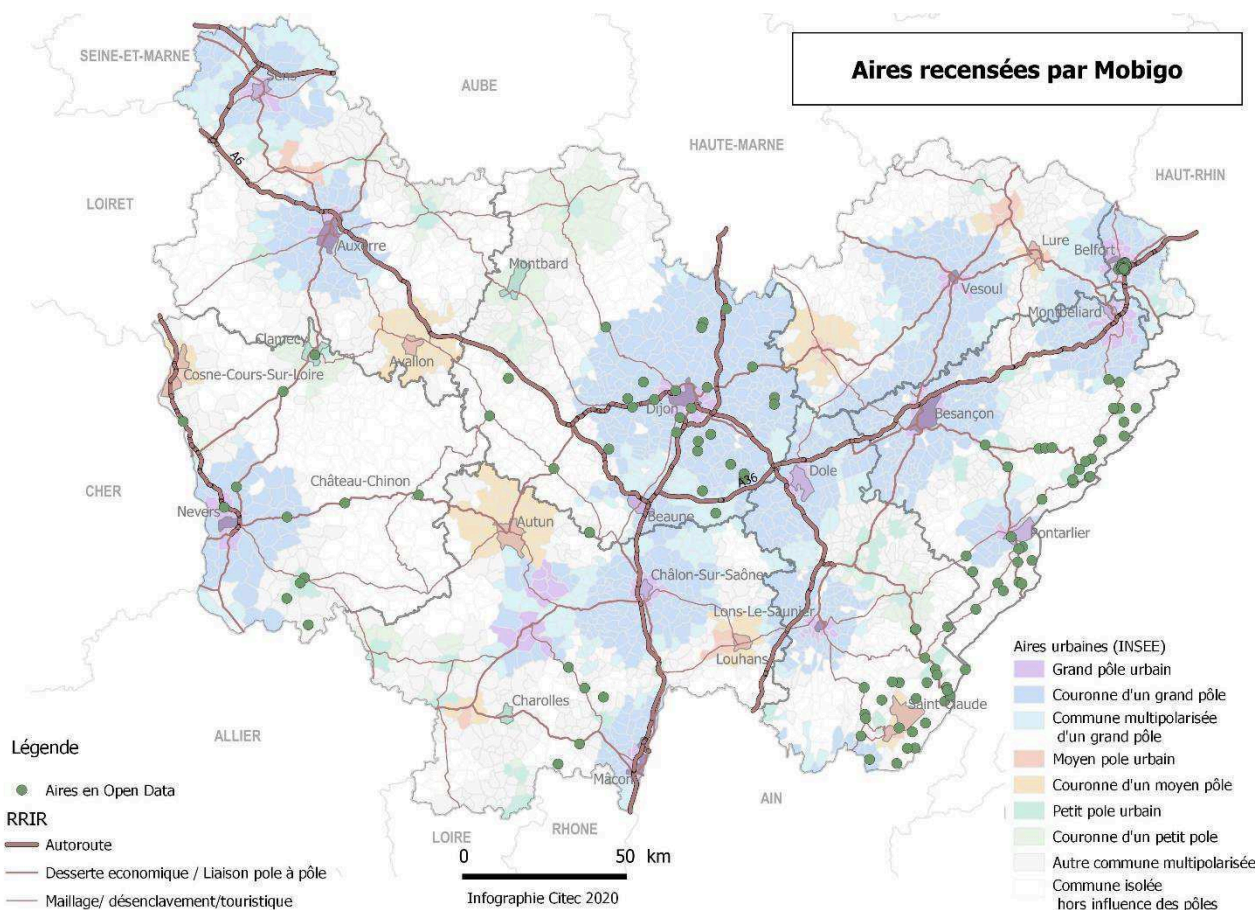 Aires recensées par Mobigo
SEINE-ET-MARNE
AUBE
HAUTE-MARNE
HAUT-RHIN
LOIRET
Sens
A6
Auxerre
Montbard
Lure
Belfort
Vesoul
Montbéliard
Clamecy
Avallon
Cosne-Cours-Sur-Loire
Dijon
Besançon
CHER
Château-Chinon
A36
Dole
Nevers
Autun
Beaune
Pontarlier
Châlon-Sur-Saône
Lons-Le-Saunier
Louhans
Charolles
Saint-Claude
ALLIER
Mâcon
AIN
LOIRE
RHONE
Légende
Aires en Open Data
RRIR
Autoroute
Desserte economique / Liaison pole à pôle
Maillage/ désenclavement/touristique
0 50 km
Infographie Citec 2020
Aires urbaines (INSEE)
Grand pôle urbain
Couronne d'un grand pôle
Commune multipolarisée
d'un grand pôle
Moyen pole urbain
Couronne d'un moyen pôle
Petit pole urbain
Couronne d'un petit pole
Autre commune multipolarisée
Commune isolée
hors influence des pôles